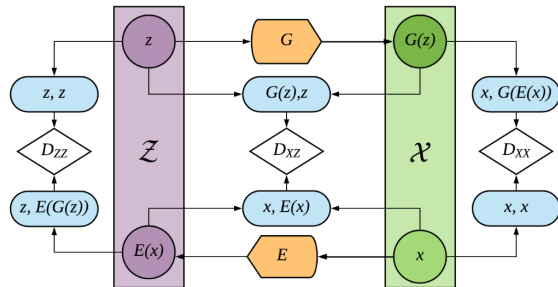 z
G
G(z)
z, z
G(z),z
x, G(E(x))
D_ZZ
𝒵
D_XZ
𝒳
D_XX
z, E(G(z))
x, E(x)
x, x
E(x)
E
x